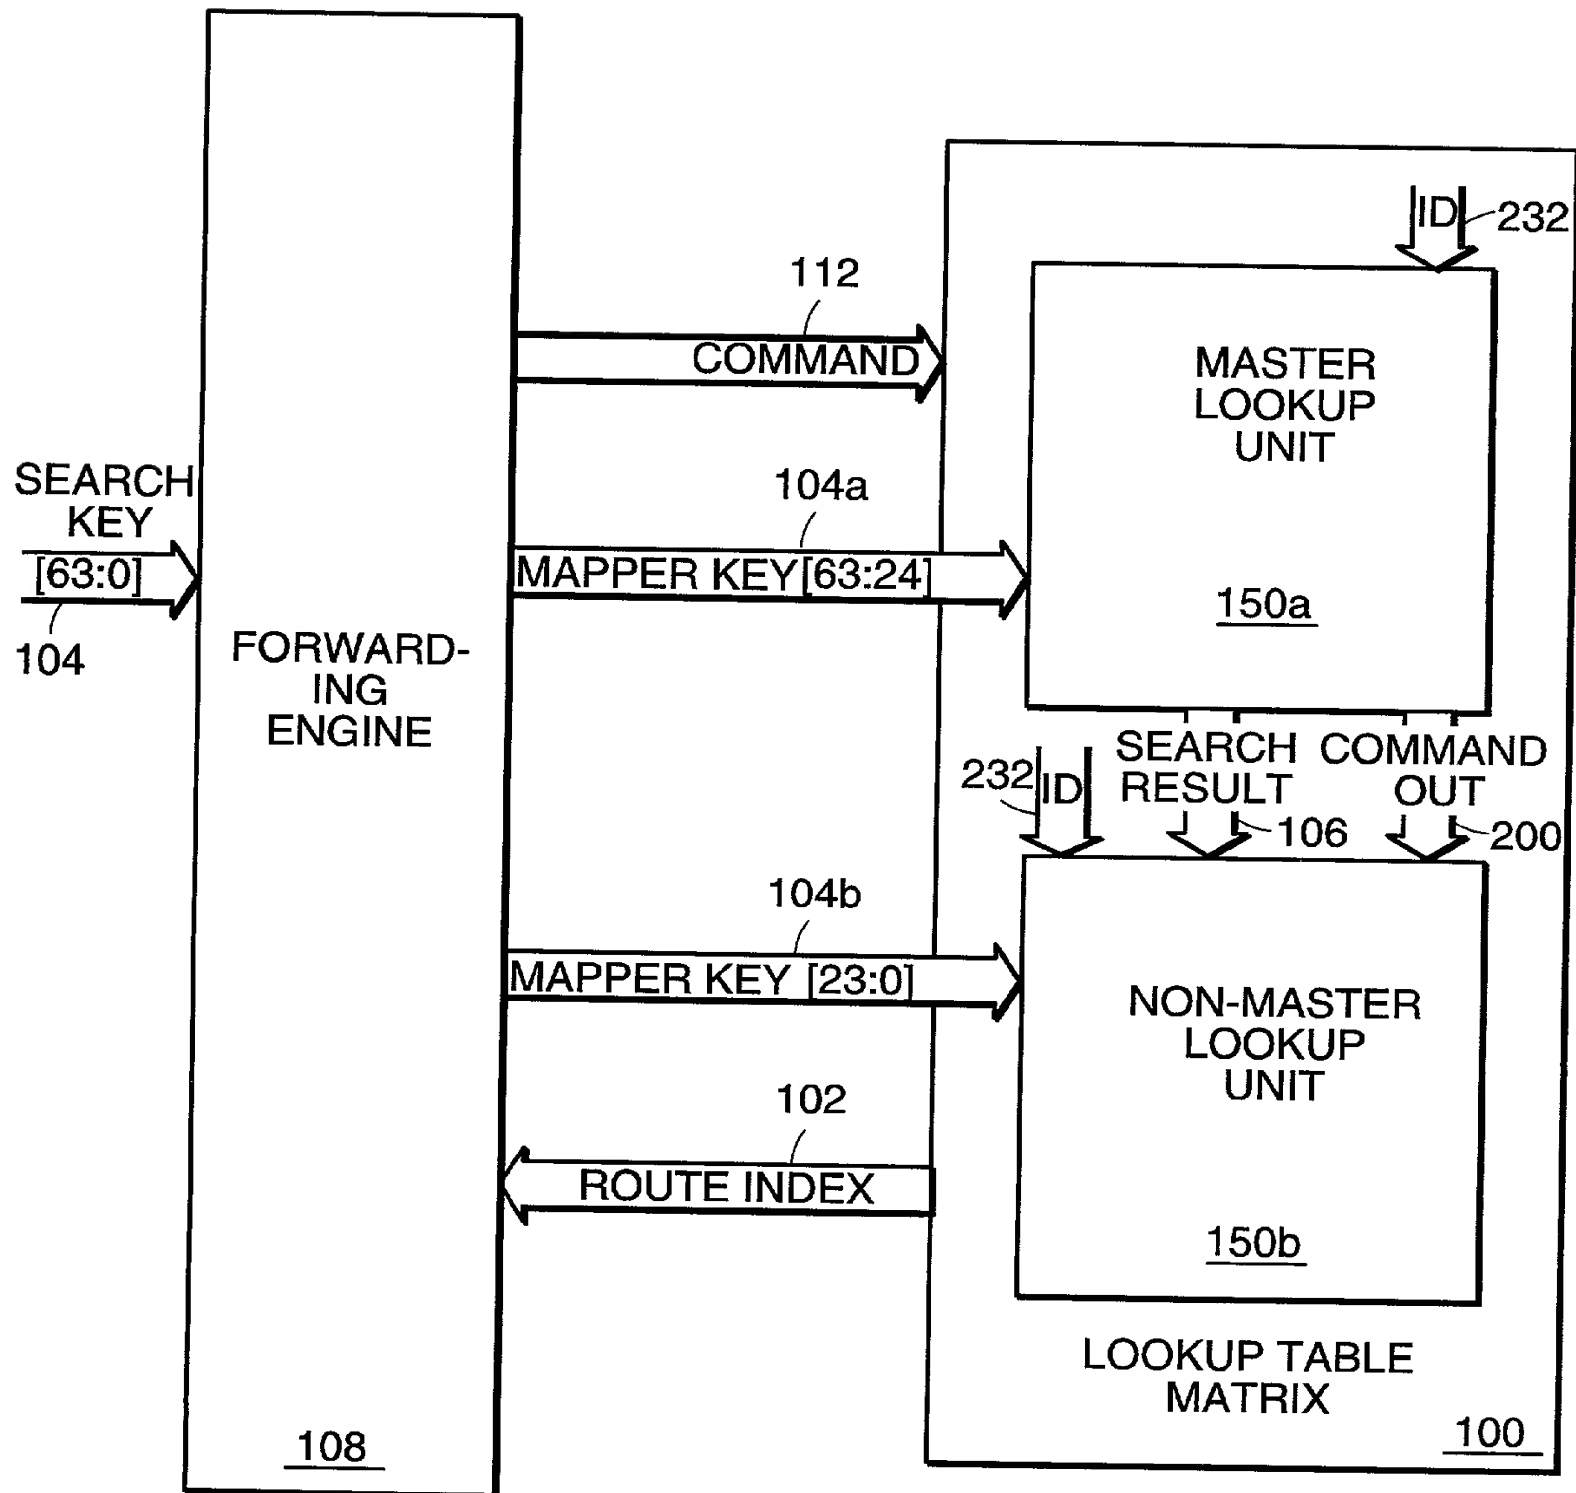 ID
232
112
COMMAND
MASTER
LOOKUP
UNIT
150a
SEARCH
KEY
[63:0]
104
104a
MAPPER KEY[63:24]
FORWARD-
ING
ENGINE
SEARCH
RESULT
106
COMMAND
OUT
200
232
ID
104b
MAPPER KEY [23:0]
NON-MASTER
LOOKUP
UNIT
150b
102
ROUTE INDEX
LOOKUP TABLE
MATRIX
100
108